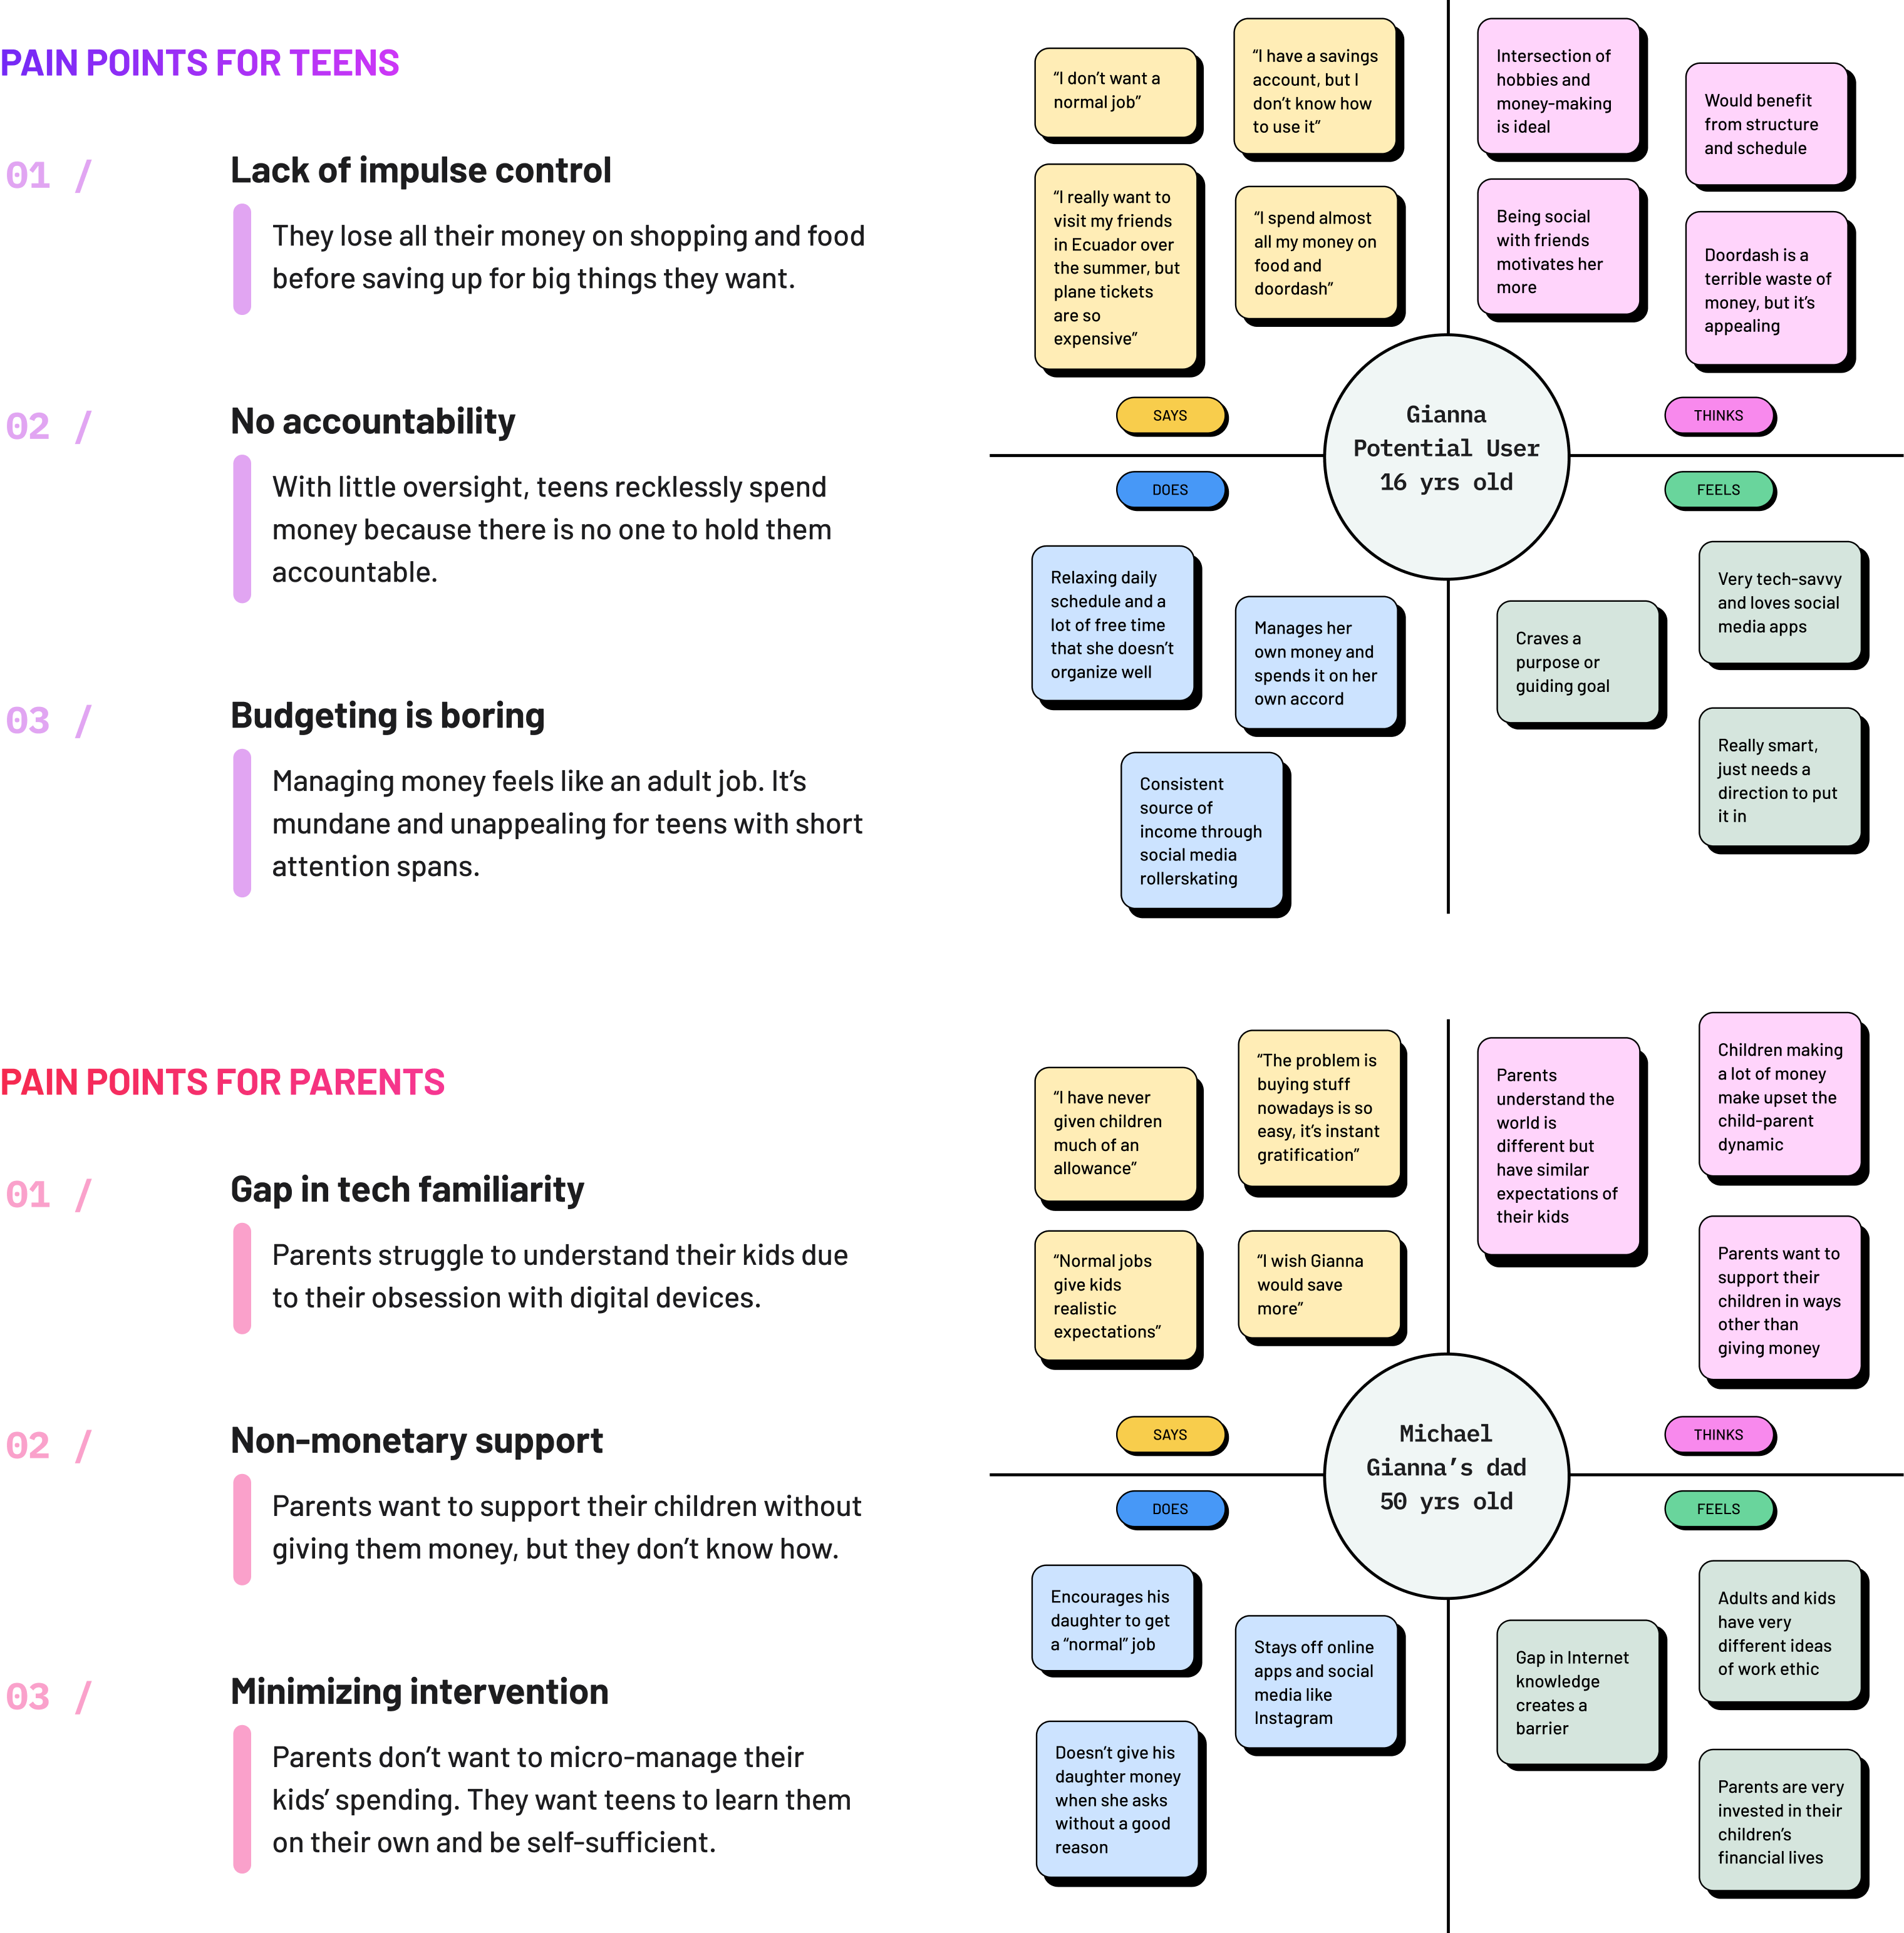 PAIN POINTS FOR TEENS
01 /
Lack of impulse control
They lose all their money on shopping and food
before saving up for big things they want.
02 /
No accountability
With little oversight, teens recklessly spend
money because there is no one to hold them
accountable.
03 /
Budgeting is boring
Managing money feels like an adult job. It’s
mundane and unappealing for teens with short
attention spans.
“I don’t want a
normal job”
“I have a savings
account, but I
don’t know how
to use it”
“I really want to
visit my friends
in Ecuador over
the summer, but
plane tickets
are so
expensive”
“I spend almost
all my money on
food and
doordash”
SAYS
Intersection of
hobbies and
money-making
is ideal
Would benefit
from structure
and schedule
Being social
with friends
motivates her
more
Doordash is a
terrible waste of
money, but it’s
appealing
THINKS
Gianna
Potential User
16 yrs old
DOES
Relaxing daily
schedule and a
lot of free time
that she doesn’t
organize well
Manages her
own money and
spends it on her
own accord
Consistent
source of
income through
social media
rollerskating
FEELS
Very tech-savvy
and loves social
media apps
Craves a
purpose or
guiding goal
Really smart,
just needs a
direction to put
it in
PAIN POINTS FOR PARENTS
01 /
Gap in tech familiarity
Parents struggle to understand their kids due
to their obsession with digital devices.
02 /
Non-monetary support
Parents want to support their children without
giving them money, but they don’t know how.
03 /
Minimizing intervention
Parents don’t want to micro-manage their
kids’ spending. They want teens to learn them
on their own and be self-sufficient.
“I have never
given children
much of an
allowance”
“The problem is
buying stuff
nowadays is so
easy, it’s instant
gratification”
“Normal jobs
give kids
realistic
expectations”
“I wish Gianna
would save
more”
SAYS
Parents
understand the
world is
different but
have similar
expectations of
their kids
Children making
a lot of money
make upset the
child-parent
dynamic
Parents want to
support their
children in ways
other than
giving money
THINKS
Michael
Gianna’s dad
50 yrs old
DOES
Encourages his
daughter to get
a “normal” job
Stays off online
apps and social
media like
Instagram
Doesn’t give his
daughter money
when she asks
without a good
reason
FEELS
Adults and kids
have very
different ideas
of work ethic
Gap in Internet
knowledge
creates a
barrier
Parents are very
invested in their
children’s
financial lives